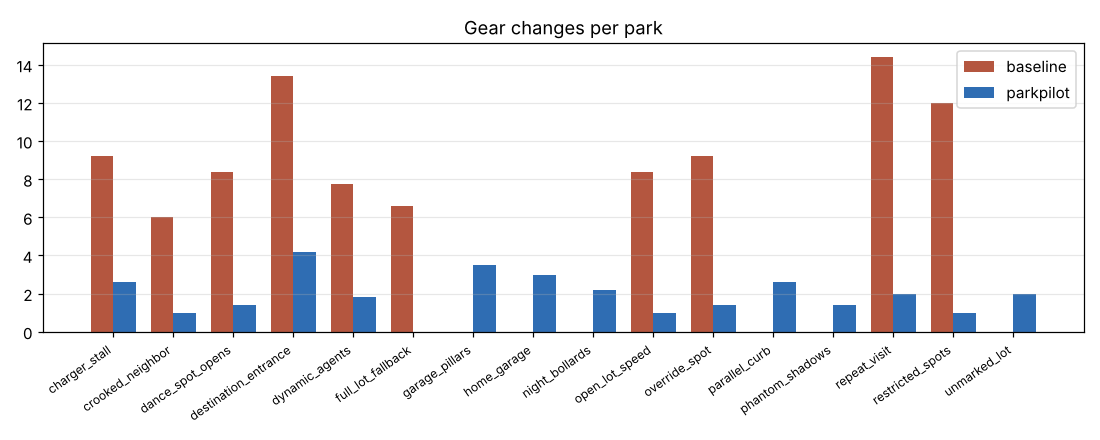 Gear changes per park
baseline
parkpilot
14
12
10
8
6
4
2
0
charger_stall
crooked_neighbor
dance_spot_opens
destination_entrance
dynamic_agents
full_lot_fallback
garage_pillars
home_garage
night_bollards
open_lot_speed
override_spot
parallel_curb
phantom_shadows
repeat_visit
restricted_spots
unmarked_lot